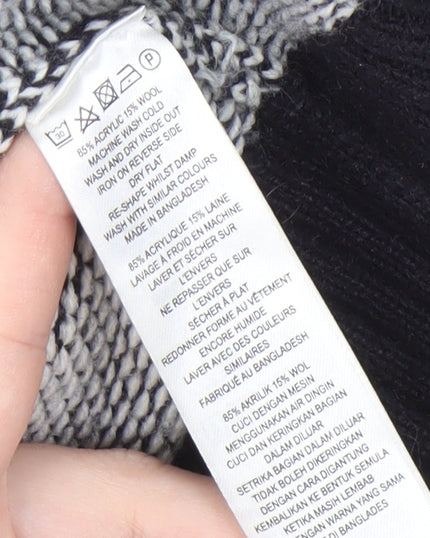 30
P
85% ACRYLIC 15% WOOL
MACHINE WASH COLD
WASH AND DRY INSIDE OUT
IRON ON REVERSE SIDE
DRY FLAT
RE-SHAPE WHILST DAMP
WASH WITH SIMILAR COLOURS
MADE IN BANGLADESH
85% ACRYLIQUE 15% LAINE
LAVAGE À FROID EN MACHINE
LAVER ET SÉCHER SUR
L'ENVERS
NE REPASSER QUE SUR
L'ENVERS
SÉCHER À PLAT
REDONNER FORME AU VÊTEMENT
ENCORE HUMIDE
LAVER AVEC DES COULEURS
SIMILAIRES
FABRIQUÉ AU BANGLADESH
85% AKRILIK 15% WOL
CUCI DENGAN MESIN
MENGGUNAKAN AIR DINGIN
CUCI DAN KERINGKAN BAGIAN
DALAM DILUAR
SETRIKA BAGIAN DALAM DILUAR
TIDAK BOLEH DIKERINGKAN
DENGAN CARA DIGANTUNG
KEMBALIKAN KE BENTUK SEMULA
KETIKA MASIH LEMBAB
DENGAN WARNA YANG SAMA
DI BANGLADES